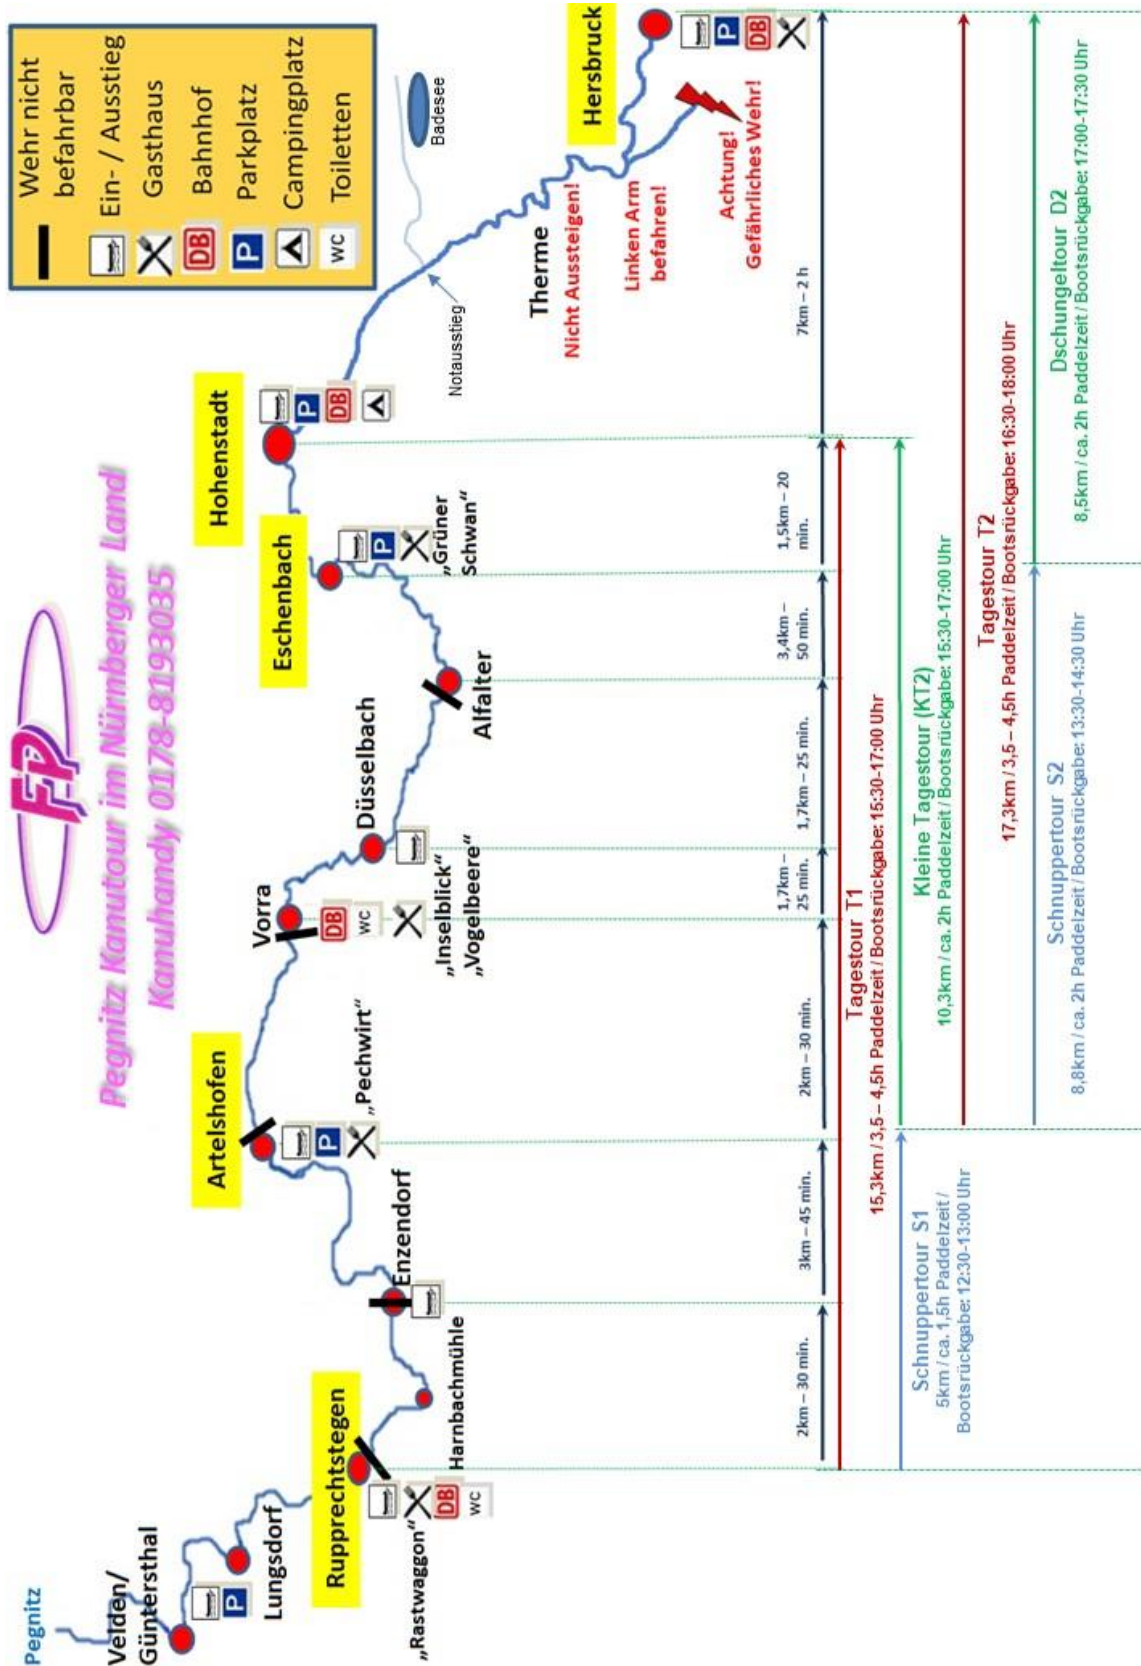 FP
Pegnitz Kanutour im Nürnberger Land
Kanuhandy 0178-8193035
Wehr nicht
befahrbar
Ein- / Ausstieg
Gasthaus
DB Bahnhof
P Parkplatz
Campingplatz
WC Toiletten
Pegnitz
Velden/
Güntersthal
P
Lungsdorf
Rupprechtstegen
DB
WC
„Rastwaggon“
Harnbachmühle
Enzendorf
Artelshofen
P
„Pechwirt“
Vorra
DB
WC
„Inselblick“
„Vogelbeere“
Düsselbach
Alfalter
Eschenbach
P
„Grüner
Schwan“
Hohenstadt
P
DB
Notausstieg
Badesee
Therme
Nicht Aussteigen!
Linken Arm
befahren!
Achtung!
Gefährliches Wehr!
Hersbruck
P
DB
2km – 30 min.
3km – 45 min.
2km – 30 min.
1,7km –
25 min.
1,7km – 25 min.
3,4km –
50 min.
1,5km – 20
min.
7km – 2 h
Tagestour T1
15,3km / 3,5 – 4,5h Paddelzeit / Bootsrückgabe: 15:30-17:00 Uhr
Schnuppertour S1
5km / ca. 1,5h Paddelzeit /
Bootsrückgabe: 12:30-13:00 Uhr
Kleine Tagestour (KT2)
10,3km / ca. 2h Paddelzeit / Bootsrückgabe: 15:30-17:00 Uhr
Tagestour T2
17,3km / 3,5 – 4,5h Paddelzeit / Bootsrückgabe: 16:30-18:00 Uhr
Schnuppertour S2
8,8km / ca. 2h Paddelzeit / Bootsrückgabe: 13:30-14:30 Uhr
Dschungeltour D2
8,5km / ca. 2h Paddelzeit / Bootsrückgabe: 17:00-17:30 Uhr